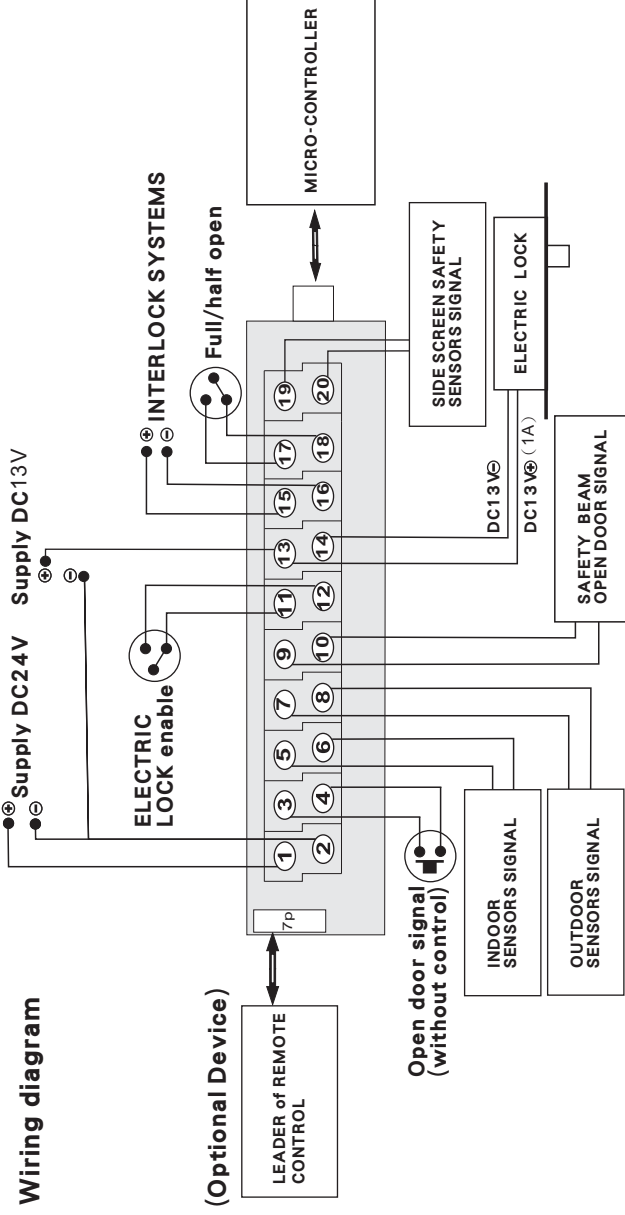 Wiring diagram
Supply DC24V
Supply DC13V
⊕
⊖
⊕
⊖
ELECTRIC
LOCK enable
⊕
⊖
INTERLOCK SYSTEMS
Full/half open
(Optional Device)
LEADER of REMOTE
CONTROL
7p
1
3
5
7
9
11
13
15
17
19
2
4
6
8
10
12
14
16
18
20
MICRO-CONTROLLER
Open door signal
(without control)
INDOOR
SENSORS SIGNAL
OUTDOOR
SENSORS SIGNAL
SAFETY BEAM
OPEN DOOR SIGNAL
DC13V⊖
DC13V⊕ (1A)
ELECTRIC LOCK
SIDE SCREEN SAFETY
SENSORS SIGNAL